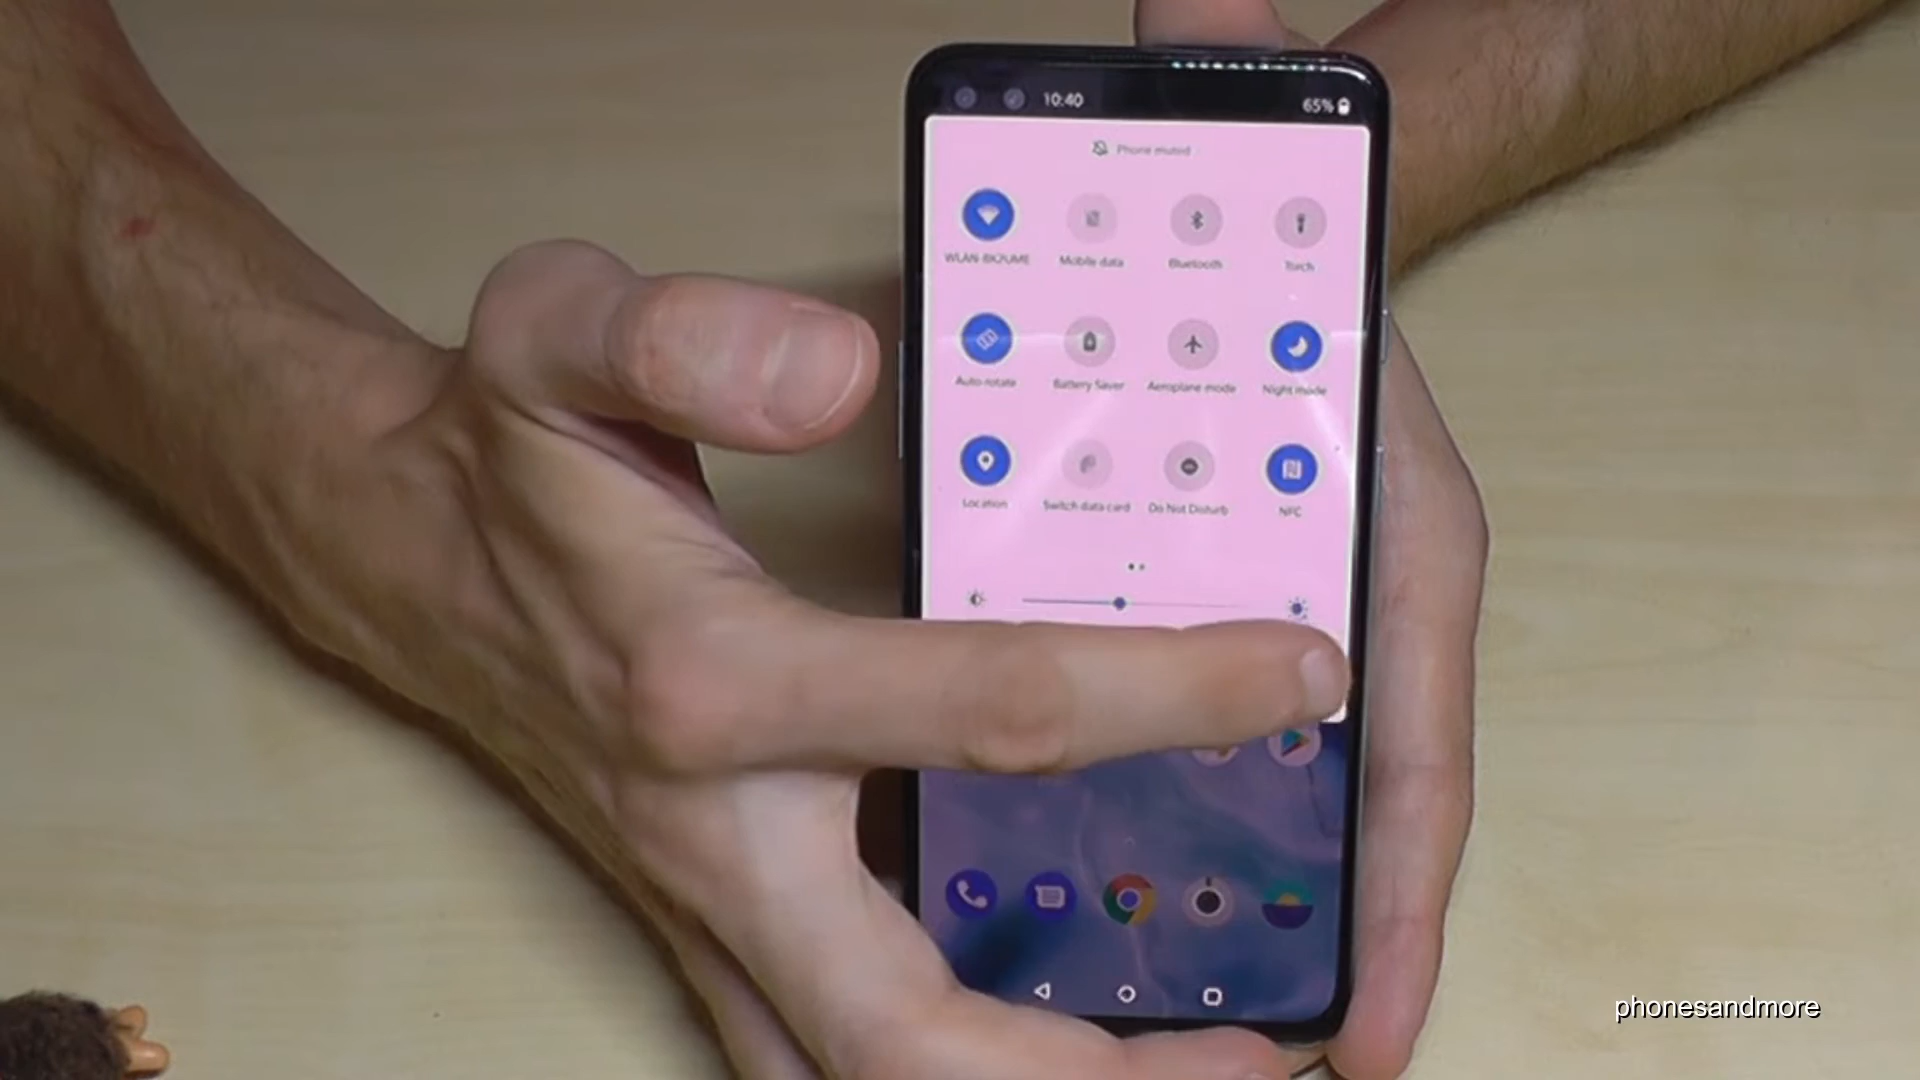 10:40 65%
Phone muted
Mobile data Bluetooth Torch
Auto-rotate Battery Saver Aeroplane mode Night mode
Location Switch data card Do Not Disturb NFC
phonesandmore